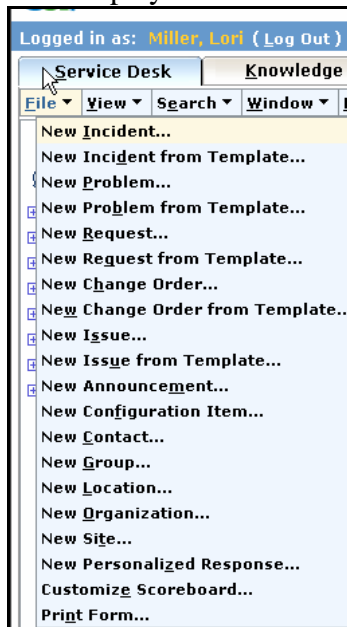 Logged in as: Miller, Lori (Log Out)
Service Desk Knowledge
File ▾ View ▾ Search ▾ Window ▾
New Incident...
New Incident from Template...
New Problem...
New Problem from Template...
New Request...
New Request from Template...
New Change Order...
New Change Order from Template..
New Issue...
New Issue from Template...
New Announcement...
New Configuration Item...
New Contact...
New Group...
New Location...
New Organization...
New Site...
New Personalized Response...
Customize Scoreboard...
Print Form...